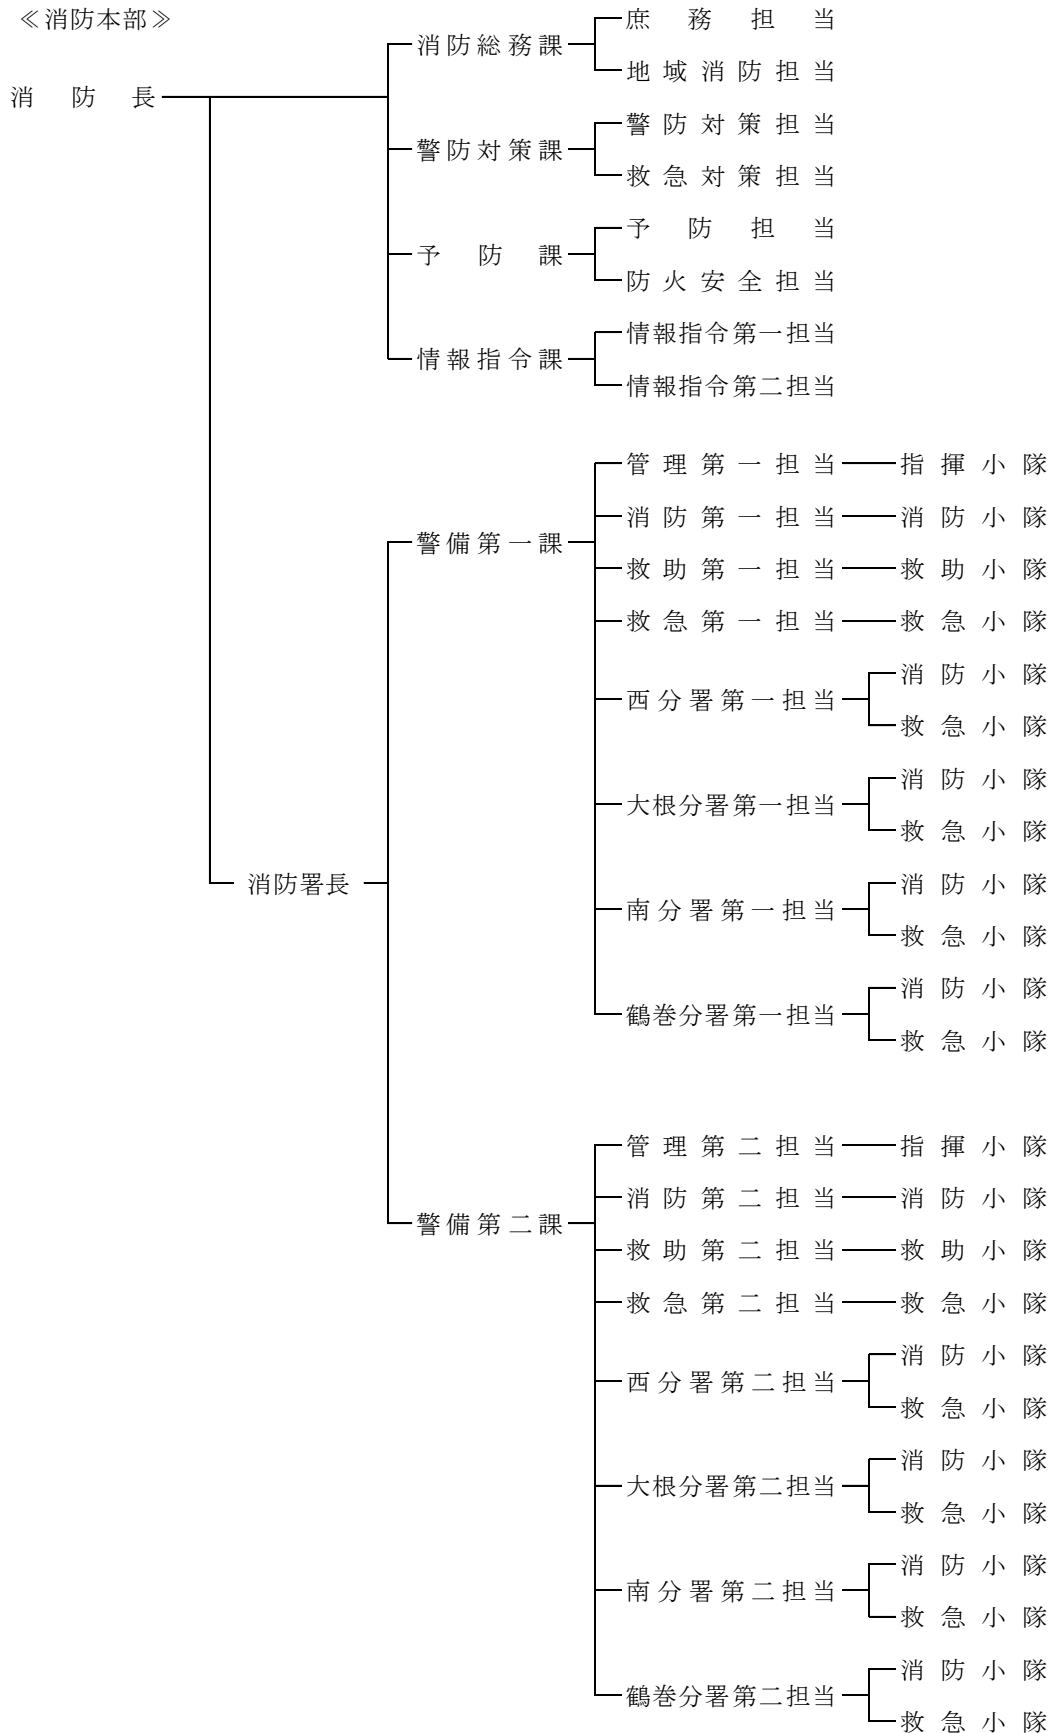 ≪消防本部≫
消防長
消防総務課
庶務担当
地域消防担当
警防対策課
警防対策担当
救急対策担当
予防課
予防担当
防火安全担当
情報指令課
情報指令第一担当
情報指令第二担当
消防署長
警備第一課
管理第一担当
指揮小隊
消防第一担当
消防小隊
救助第一担当
救助小隊
救急第一担当
救急小隊
西分署第一担当
消防小隊
救急小隊
大根分署第一担当
消防小隊
救急小隊
南分署第一担当
消防小隊
救急小隊
鶴巻分署第一担当
消防小隊
救急小隊
警備第二課
管理第二担当
指揮小隊
消防第二担当
消防小隊
救助第二担当
救助小隊
救急第二担当
救急小隊
西分署第二担当
消防小隊
救急小隊
大根分署第二担当
消防小隊
救急小隊
南分署第二担当
消防小隊
救急小隊
鶴巻分署第二担当
消防小隊
救急小隊